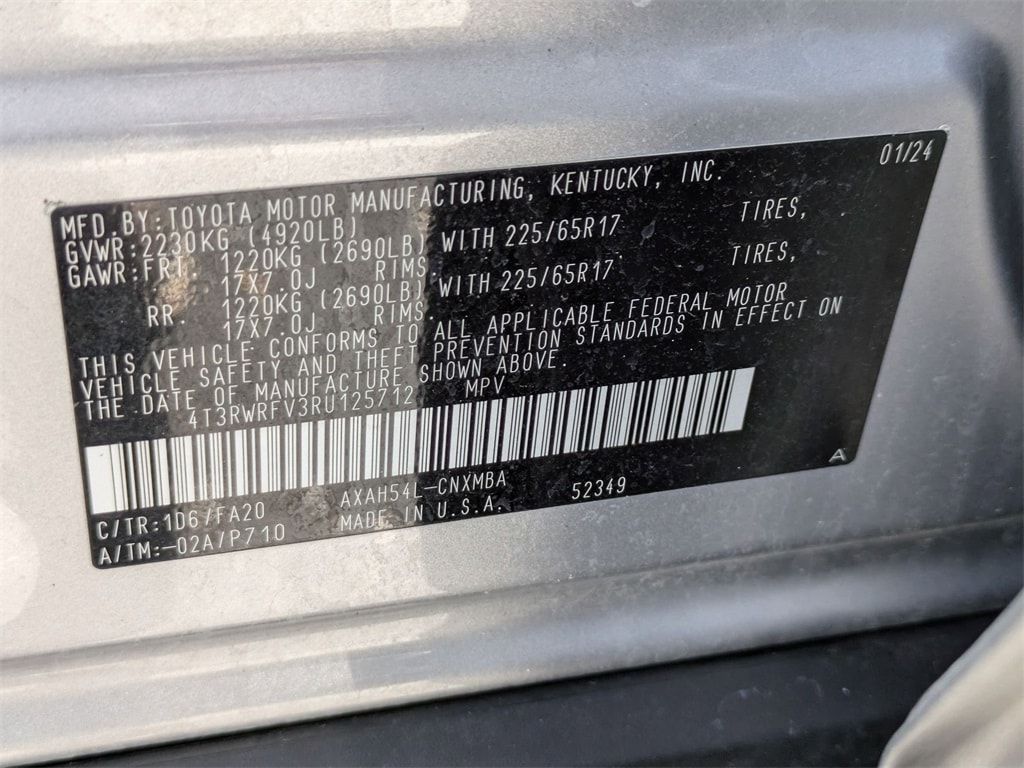 01/24
MFD. BY: TOYOTA MOTOR MANUFACTURING, KENTUCKY, INC.
GVWR: 2230KG (4920LB)
GAWR: FRT. 1220KG (2690LB) WITH 225/65R17 TIRES,
17X7.0J RIMS.
RR. 1220KG (2690LB) WITH 225/65R17 TIRES,
17X7.0J RIMS.
THIS VEHICLE CONFORMS TO ALL APPLICABLE FEDERAL MOTOR
VEHICLE SAFETY AND THEFT PREVENTION STANDARDS IN EFFECT ON
THE DATE OF MANUFACTURE SHOWN ABOVE.
4T3RWRFV3RU125712 MPV
C/TR: 1D6/FA20 AXAH54L-CNXMBA 52349 A
A/TM:-02A/P710 MADE IN U.S.A.